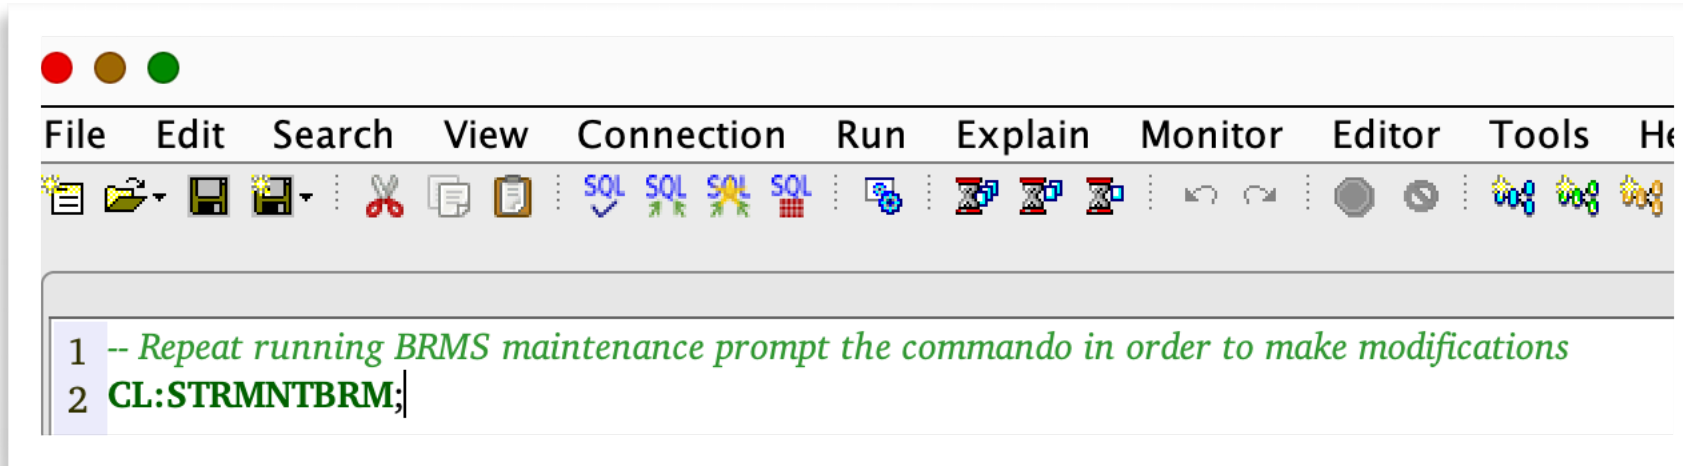 File Edit Search View Connection Run Explain Monitor Editor Tools He
SQL SQL SQL SQL
1 -- Repeat running BRMS maintenance prompt the commando in order to make modifications
2 CL:STRMNTBRM;